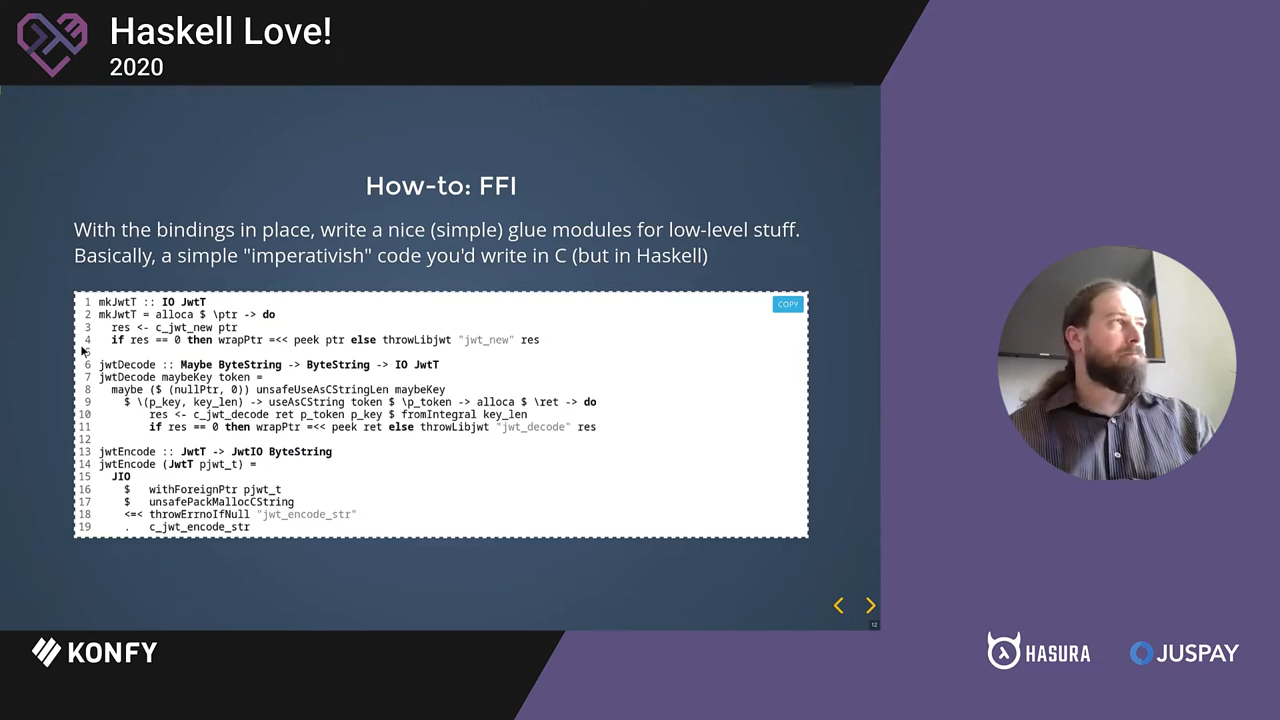 Haskell Love!
2020
How-to: FFI
With the bindings in place, write a nice (simple) glue modules for low-level stuff.
Basically, a simple "imperativish" code you'd write in C (but in Haskell)
COPY
1 mkJwtT :: IO JwtT
2 mkJwtT = alloca $ \ptr -> do
3   res <- c_jwt_new ptr
4   if res == 0 then wrapPtr =<< peek ptr else throwLibjwt "jwt_new" res
5
6 jwtDecode :: Maybe ByteString -> ByteString -> IO JwtT
7 jwtDecode maybeKey token =
8   maybe ($ (nullPtr, 0)) unsafeUseAsCStringLen maybeKey
9     $ \(p_key, key_len) -> useAsCString token $ \p_token -> alloca $ \ret -> do
10         res <- c_jwt_decode ret p_token p_key $ fromIntegral key_len
11         if res == 0 then wrapPtr =<< peek ret else throwLibjwt "jwt_decode" res
12
13 jwtEncode :: JwtT -> JwtIO ByteString
14 jwtEncode (JwtT pjwt_t) =
15   JIO
16     $   withForeignPtr pjwt_t
17     $   unsafePackMallocCString
18     <=< throwErrnoIfNull "jwt_encode_str"
19     .   c_jwt_encode_str
12
KONFY
HASURA
JUSPAY